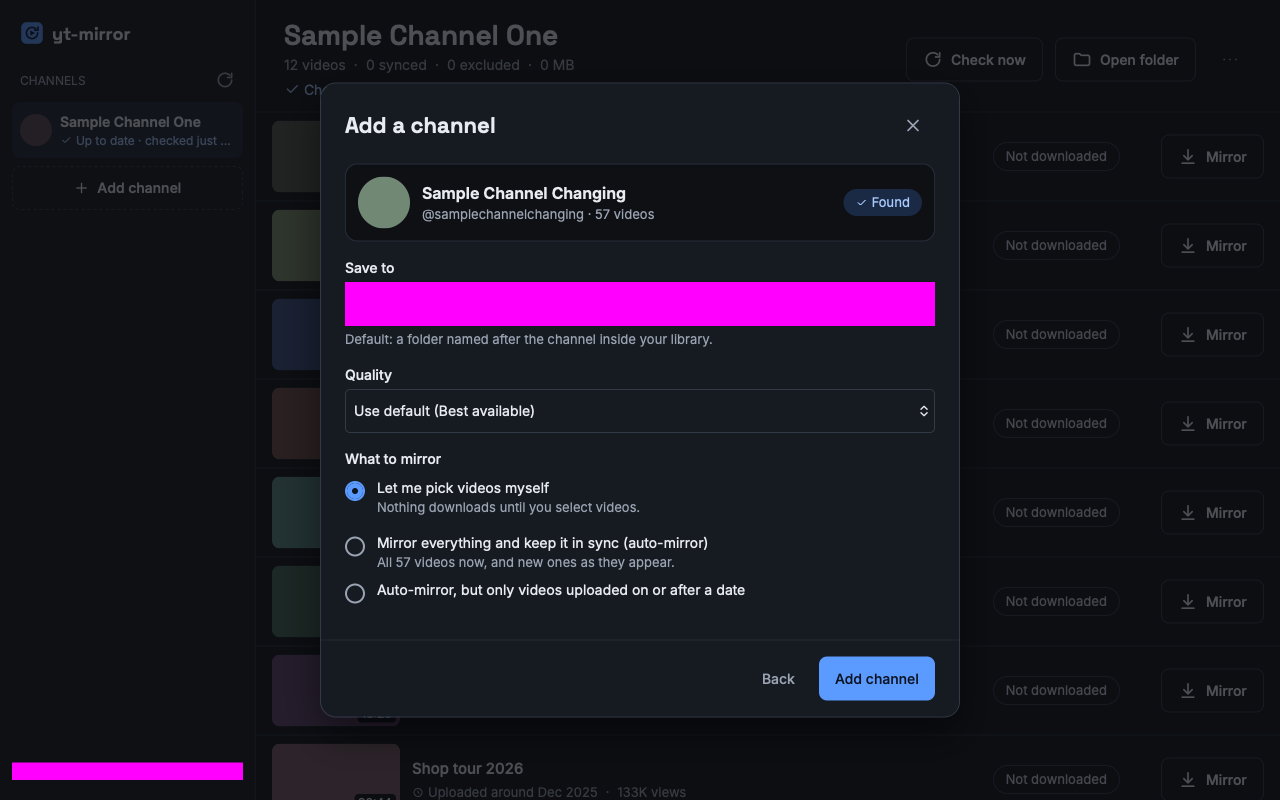 yt-mirror
CHANNELS
Sample Channel One
Up to date · checked just ...
Add channel
Sample Channel One
12 videos · 0 synced · 0 excluded · 0 MB
Check now
Open folder
Add a channel
Sample Channel Changing
@samplechannelchanging · 57 videos
Found
Save to
Default: a folder named after the channel inside your library.
Quality
Use default (Best available)
What to mirror
Let me pick videos myself
Nothing downloads until you select videos.
Mirror everything and keep it in sync (auto-mirror)
All 57 videos now, and new ones as they appear.
Auto-mirror, but only videos uploaded on or after a date
Back
Add channel
Not downloaded
Mirror
Not downloaded
Mirror
Not downloaded
Mirror
Not downloaded
Mirror
Not downloaded
Mirror
Not downloaded
Mirror
Not downloaded
Mirror
Shop tour 2026
Uploaded around Dec 2025 · 133K views
Not downloaded
Mirror